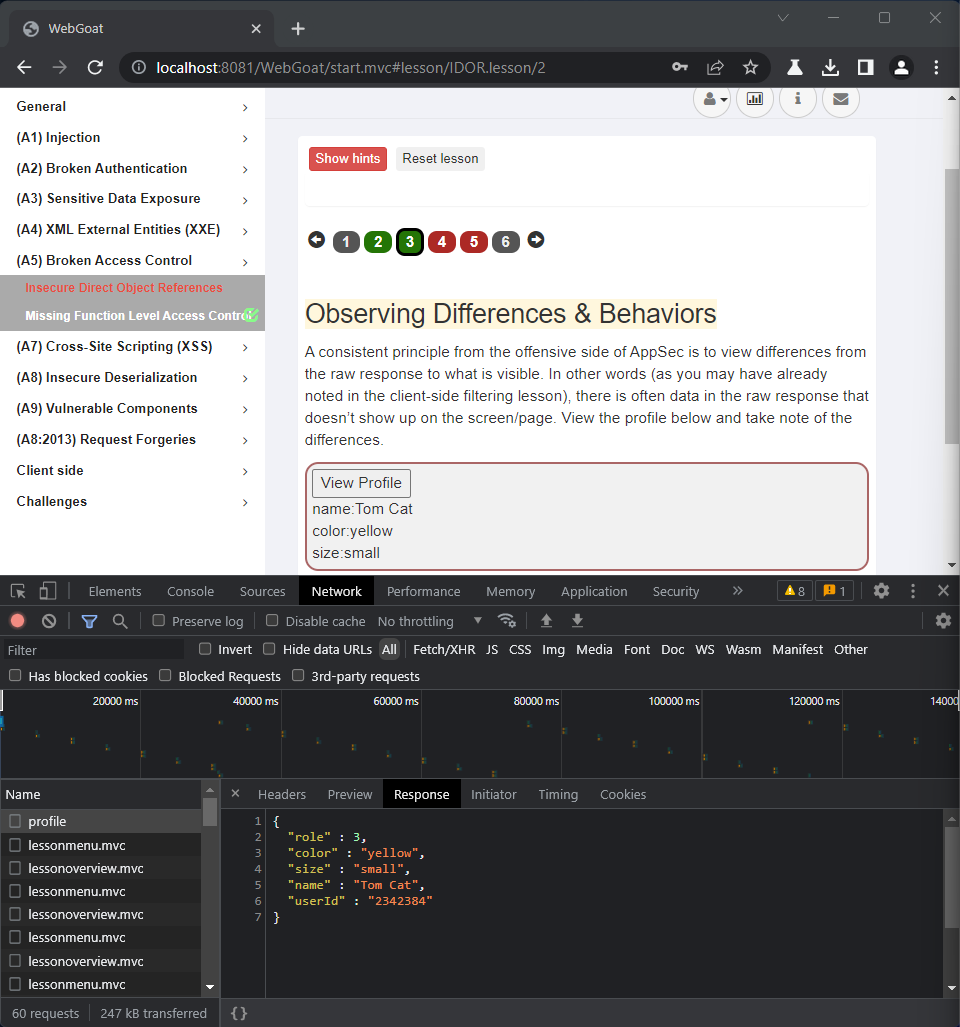 WebGoat
localhost:8081/WebGoat/start.mvc#lesson/IDOR.lesson/2
General
(A1) Injection
(A2) Broken Authentication
(A3) Sensitive Data Exposure
(A4) XML External Entities (XXE)
(A5) Broken Access Control
Insecure Direct Object References
Missing Function Level Access Control
(A7) Cross-Site Scripting (XSS)
(A8) Insecure Deserialization
(A9) Vulnerable Components
(A8:2013) Request Forgeries
Client side
Challenges
Show hints Reset lesson
1 2 3 4 5 6
Observing Differences & Behaviors
A consistent principle from the offensive side of AppSec is to view differences from
the raw response to what is visible. In other words (as you may have already
noted in the client-side filtering lesson), there is often data in the raw response that
doesn’t show up on the screen/page. View the profile below and take note of the
differences.
View Profile
name:Tom Cat
color:yellow
size:small
Elements Console Sources Network Performance Memory Application Security 8 1
Preserve log Disable cache No throttling
Filter Invert Hide data URLs All Fetch/XHR JS CSS Img Media Font Doc WS Wasm Manifest Other
Has blocked cookies Blocked Requests 3rd-party requests
20000 ms 40000 ms 60000 ms 80000 ms 100000 ms 120000 ms 14000
Name
profile
lessonmenu.mvc
lessonoverview.mvc
lessonmenu.mvc
lessonoverview.mvc
lessonmenu.mvc
lessonoverview.mvc
lessonmenu.mvc
60 requests 247 kB transferred
Headers Preview Response Initiator Timing Cookies
1 {
2 "role" : 3,
3 "color" : "yellow",
4 "size" : "small",
5 "name" : "Tom Cat",
6 "userId" : "2342384"
7 }
{}